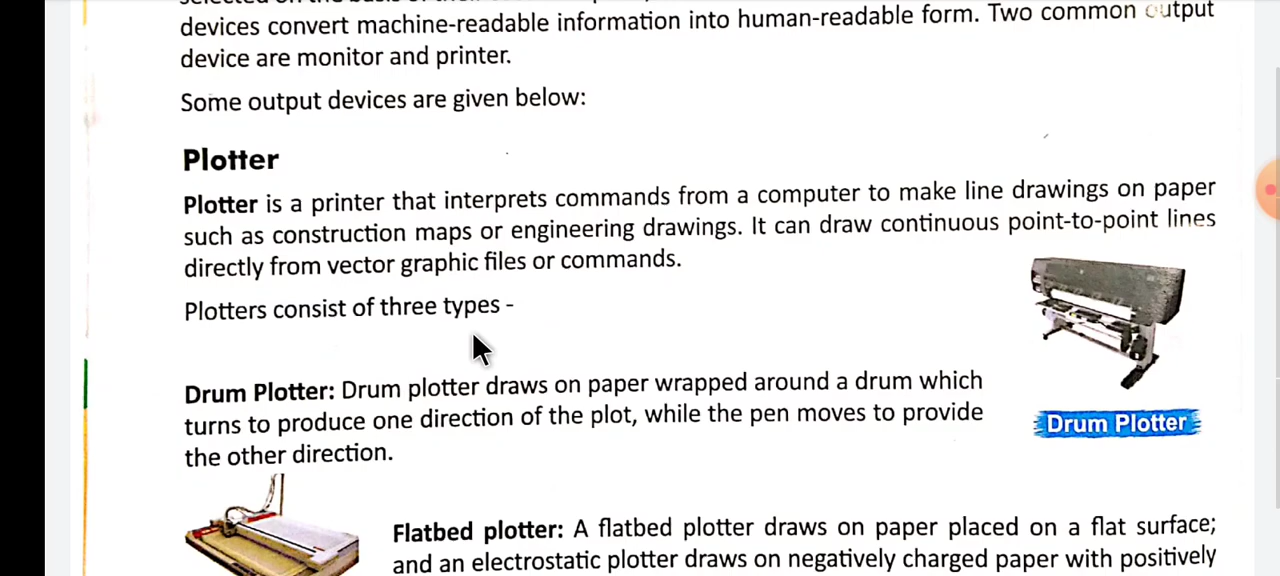 devices convert machine-readable information into human-readable form. Two common output
device are monitor and printer.
Some output devices are given below:
Plotter
Plotter is a printer that interprets commands from a computer to make line drawings on paper
such as construction maps or engineering drawings. It can draw continuous point-to-point lines
directly from vector graphic files or commands.
Plotters consist of three types -
Drum Plotter: Drum plotter draws on paper wrapped around a drum which
turns to produce one direction of the plot, while the pen moves to provide
the other direction.
Drum Plotter
Flatbed plotter: A flatbed plotter draws on paper placed on a flat surface;
and an electrostatic plotter draws on negatively charged paper with positively